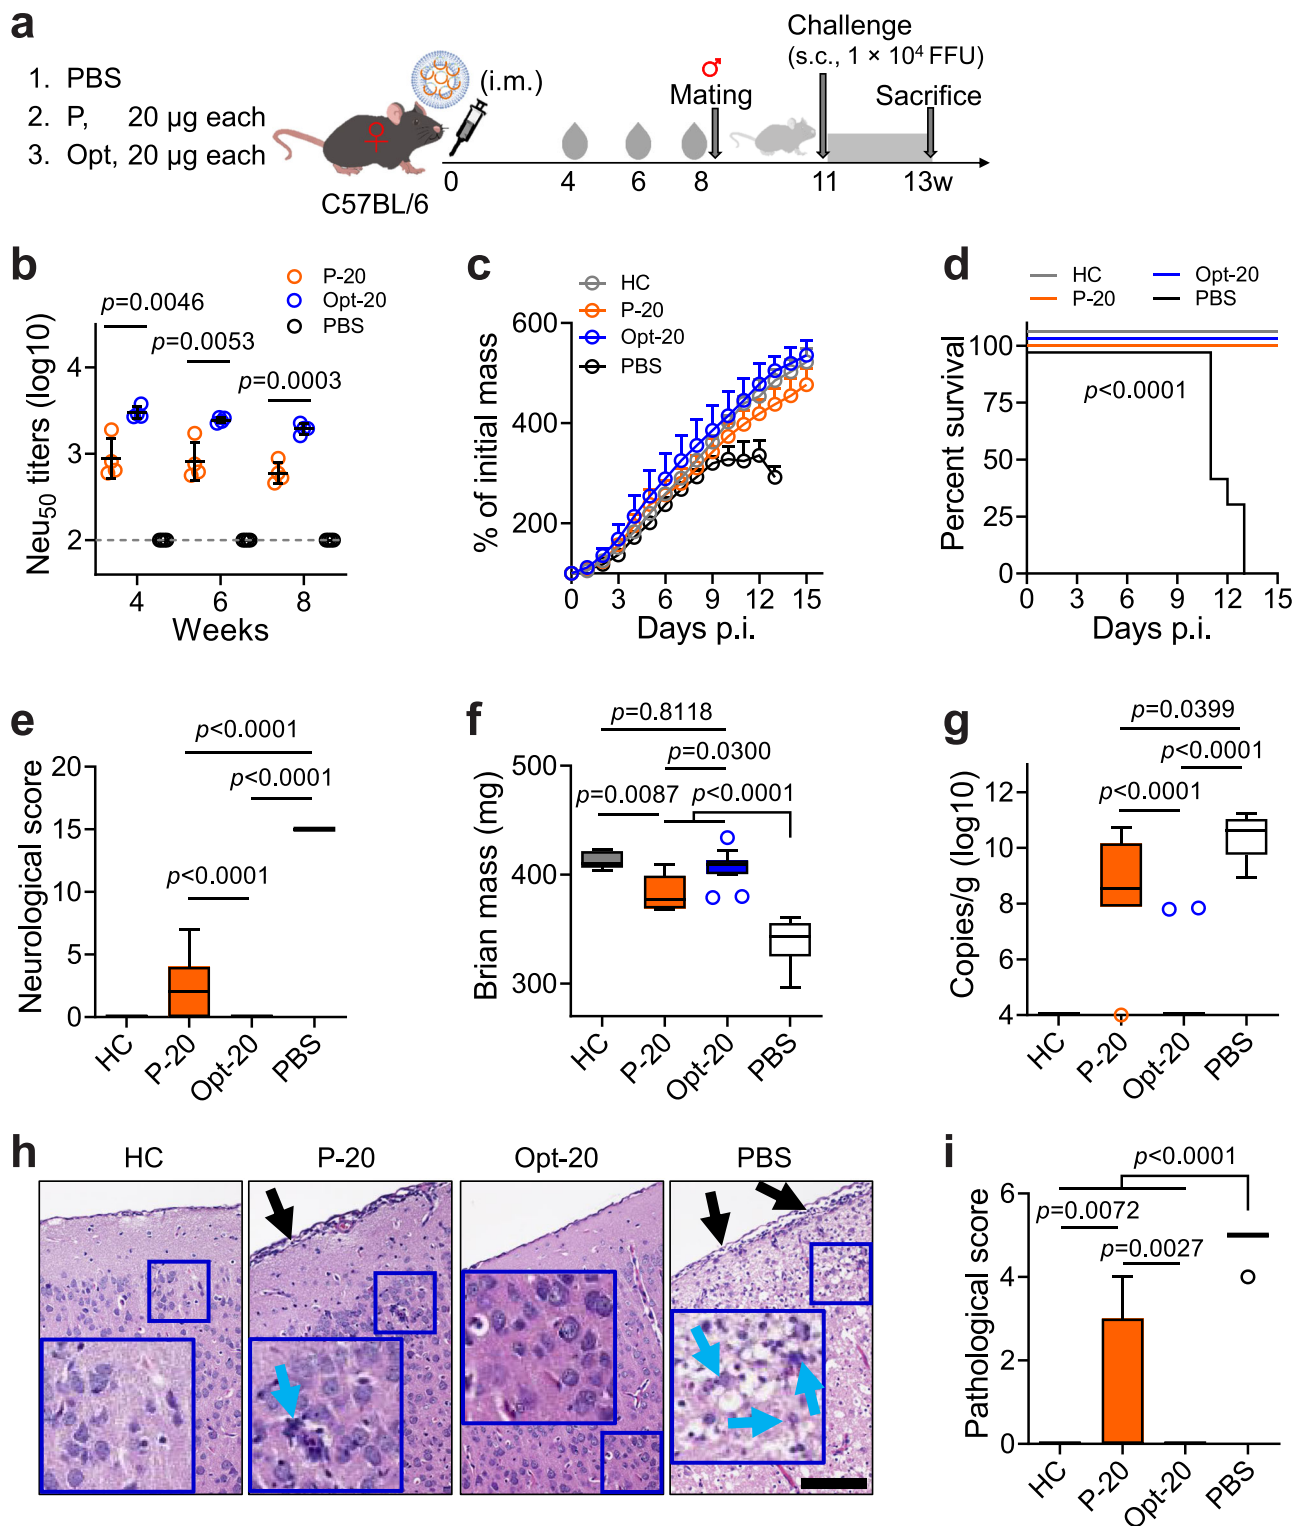 a
1. PBS
2. P, 20 µg each
3. Opt, 20 µg each
(i.m.)
♀
C57BL/6
♂
Mating
Challenge
(s.c., 1 × 10⁴ FFU)
Sacrifice
0 4 6 8 11 13w
b
P-20
Opt-20
PBS
p=0.0046
p=0.0053
p=0.0003
Neu50 titers (log10)
4
3
2
4 6 8
Weeks
c
HC
P-20
Opt-20
PBS
% of initial mass
600
400
200
0 3 6 9 12 15
Days p.i.
d
HC Opt-20
P-20 PBS
p<0.0001
Percent survival
100
75
50
25
0
0 3 6 9 12 15
Days p.i.
e
p<0.0001
p<0.0001
p<0.0001
Neurological score
20
15
10
5
0
HC P-20 Opt-20 PBS
f
p=0.8118
p=0.0300
p=0.0087 p<0.0001
Brian mass (mg)
500
400
300
HC P-20 Opt-20 PBS
g
p=0.0399
p<0.0001
p<0.0001
Copies/g (log10)
12
10
8
6
4
HC P-20 Opt-20 PBS
h
HC P-20 Opt-20 PBS
i
p<0.0001
p=0.0072
p=0.0027
Pathological score
6
4
2
0
HC P-20 Opt-20 PBS